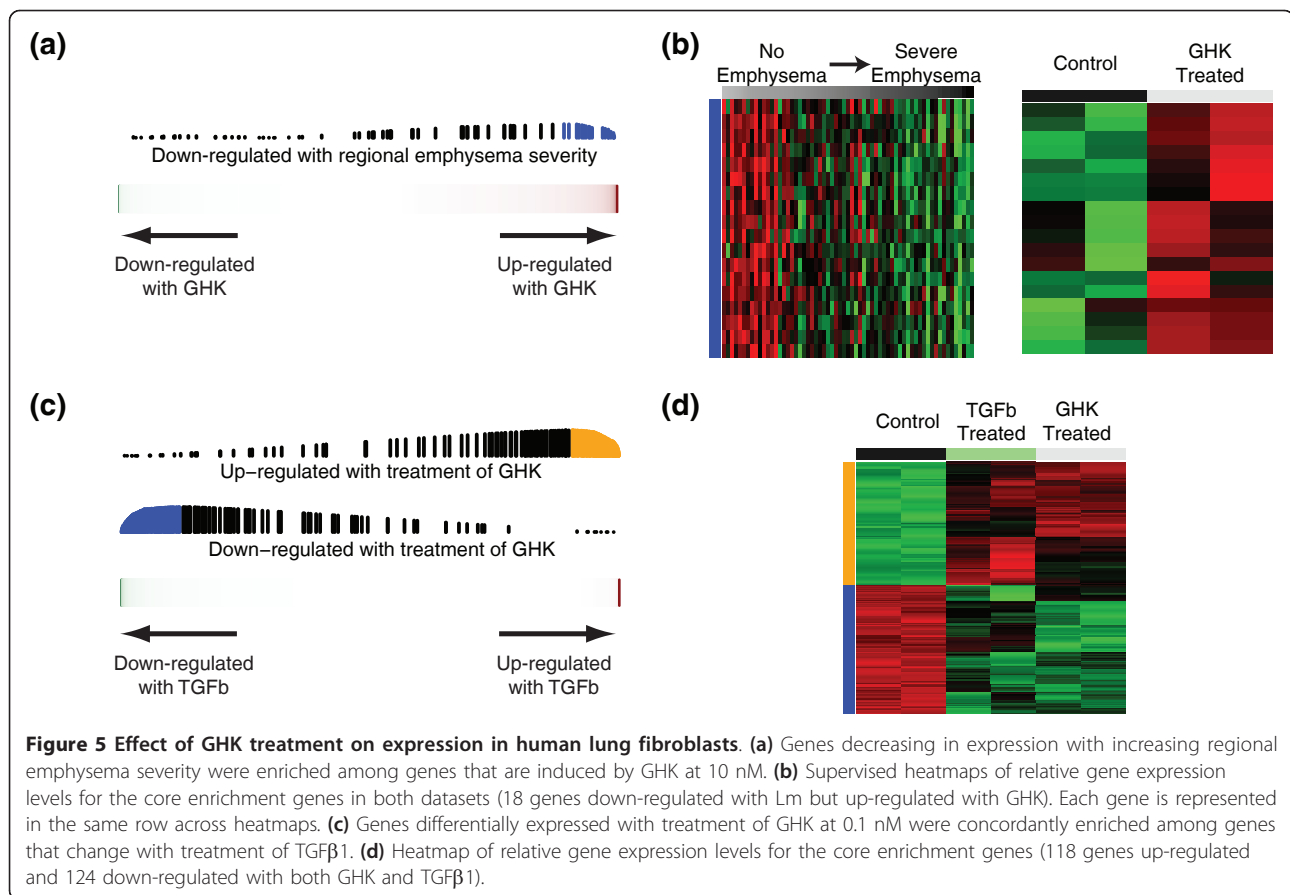 (a)
Down-regulated with regional emphysema severity
Down-regulated
with GHK
Up-regulated
with GHK
(b)
No
Emphysema
Severe
Emphysema
Control
GHK
Treated
(c)
Up-regulated with treatment of GHK
Down-regulated with treatment of GHK
Down-regulated
with TGFb
Up-regulated
with TGFb
(d)
Control
TGFb
Treated
GHK
Treated
Figure 5 Effect of GHK treatment on expression in human lung fibroblasts. (a) Genes decreasing in expression with increasing regional
emphysema severity were enriched among genes that are induced by GHK at 10 nM. (b) Supervised heatmaps of relative gene expression
levels for the core enrichment genes in both datasets (18 genes down-regulated with Lm but up-regulated with GHK). Each gene is represented
in the same row across heatmaps. (c) Genes differentially expressed with treatment of GHK at 0.1 nM were concordantly enriched among genes
that change with treatment of TGFβ1. (d) Heatmap of relative gene expression levels for the core enrichment genes (118 genes up-regulated
and 124 down-regulated with both GHK and TGFβ1).